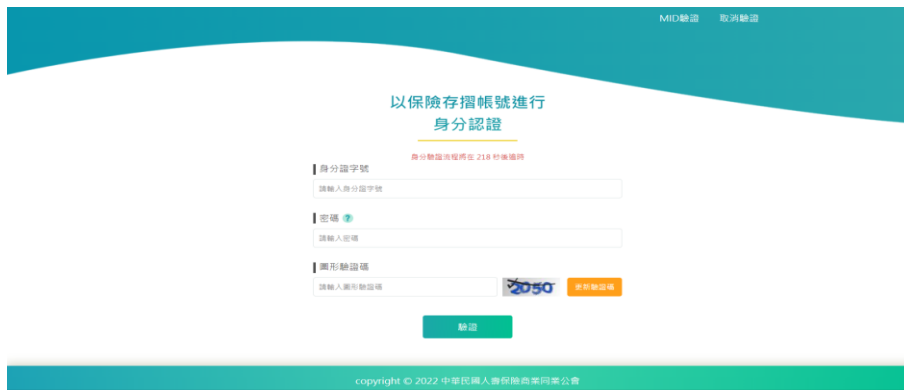 MID驗證 取消驗證
以保險存摺帳號進行
身分認證
身分驗證流程將在 218 秒後逾時
身分證字號
請輸入身分證字號
密碼 ?
請輸入密碼
圖形驗證碼
請輸入圖形驗證碼 2050 更新驗證碼
驗證
copyright © 2022 中華民國人壽保險商業同業公會